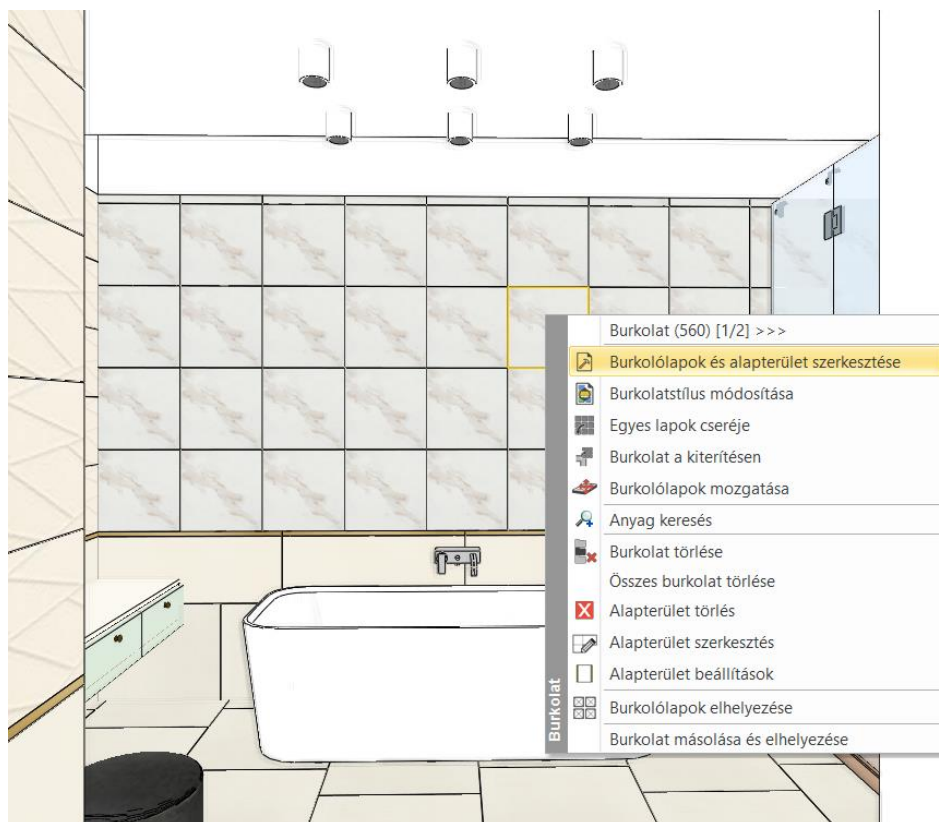 Burkolat (560) [1/2] >>>
Burkolólapok és alapterület szerkesztése
Burkolatstílus módosítása
Egyes lapok cseréje
Burkolat a kiterítésen
Burkolólapok mozgatása
Anyag keresés
Burkolat törlése
Összes burkolat törlése
Alapterület törlés
Alapterület szerkesztés
Alapterület beállítások
Burkolólapok elhelyezése
Burkolat másolása és elhelyezése
Burkolat